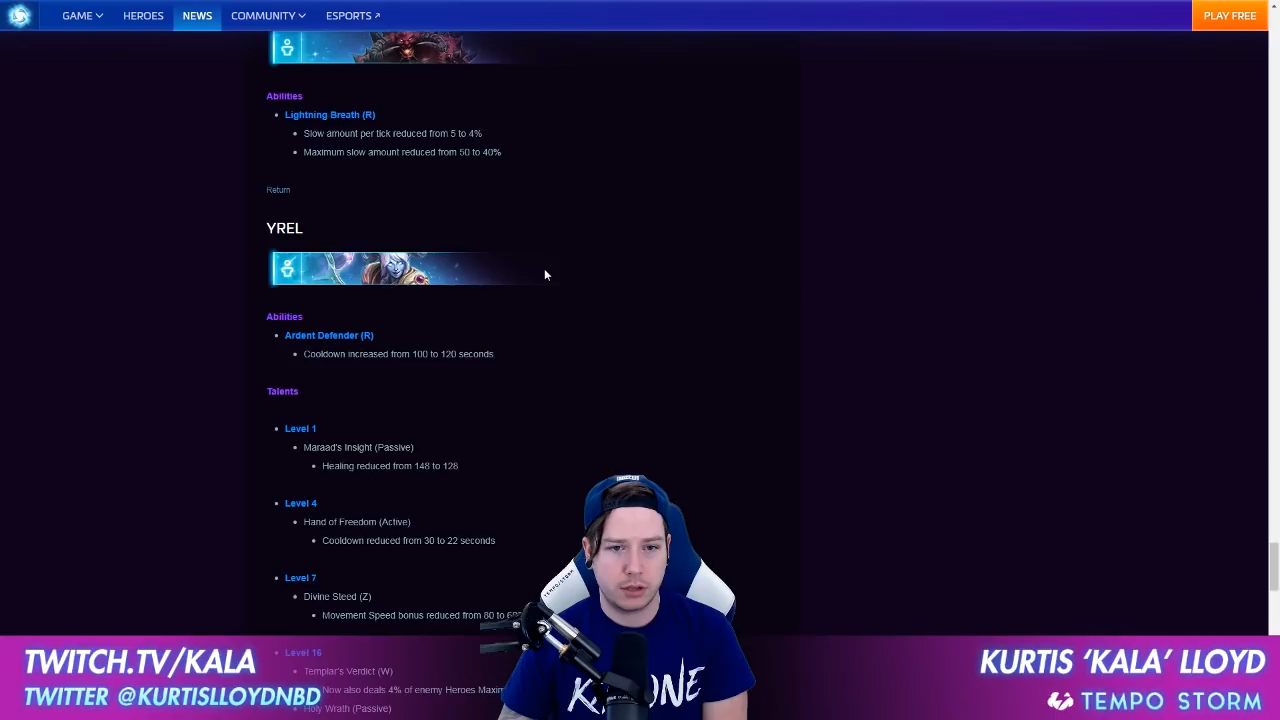 GAME HEROES NEWS COMMUNITY ESPORTS PLAY FREE
Abilities
Lightning Breath (R)
Slow amount per tick reduced from 5 to 4%
Maximum slow amount reduced from 50 to 40%
Return
YREL
Abilities
Ardent Defender (R)
Cooldown increased from 100 to 120 seconds
Talents
Level 1
Maraad's Insight (Passive)
Healing reduced from 148 to 128
Level 4
Hand of Freedom (Active)
Cooldown reduced from 30 to 22 seconds
Level 7
Divine Steed (Z)
Movement Speed bonus reduced from 80 to
Level 16
Templar's Verdict (W)
Now also deals 4% of enemy Heroes
Holy Wrath (Passive)
TWITCH.TV/KALA
TWITTER @KURTISLLOYDNBD
KURTIS 'KALA' LLOYD
TEMPO STORM